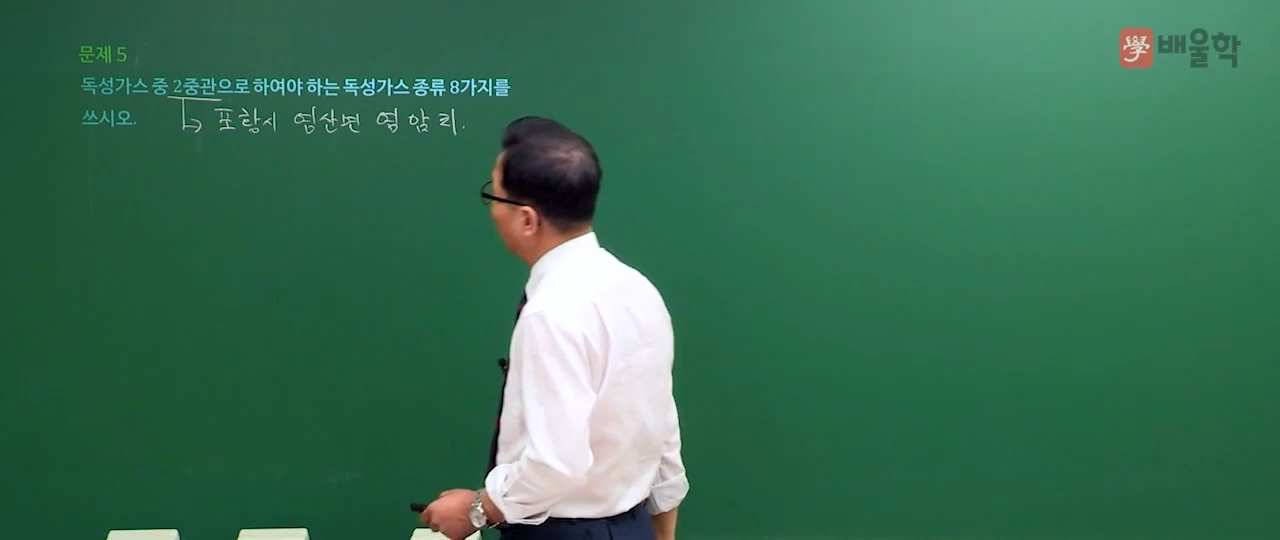 學 배울학
문제 5
독성가스 중 2중관으로 하여야 하는 독성가스 종류 8가지를
쓰시오.
포항시 염산면 염암리.